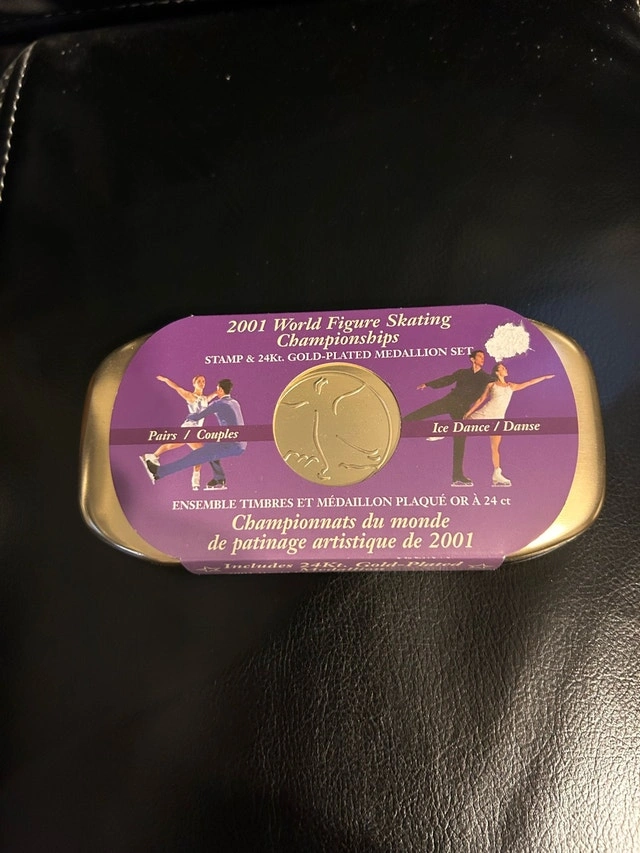 2001 World Figure Skating
Championships
STAMP & 24Kt. GOLD-PLATED MEDALLION SET
Pairs / Couples
Ice Dance / Danse
ENSEMBLE TIMBRES ET MÉDAILLON PLAQUÉ OR À 24 ct
Championnats du monde
de patinage artistique de 2001
Includes 24Kt. Gold-Plated